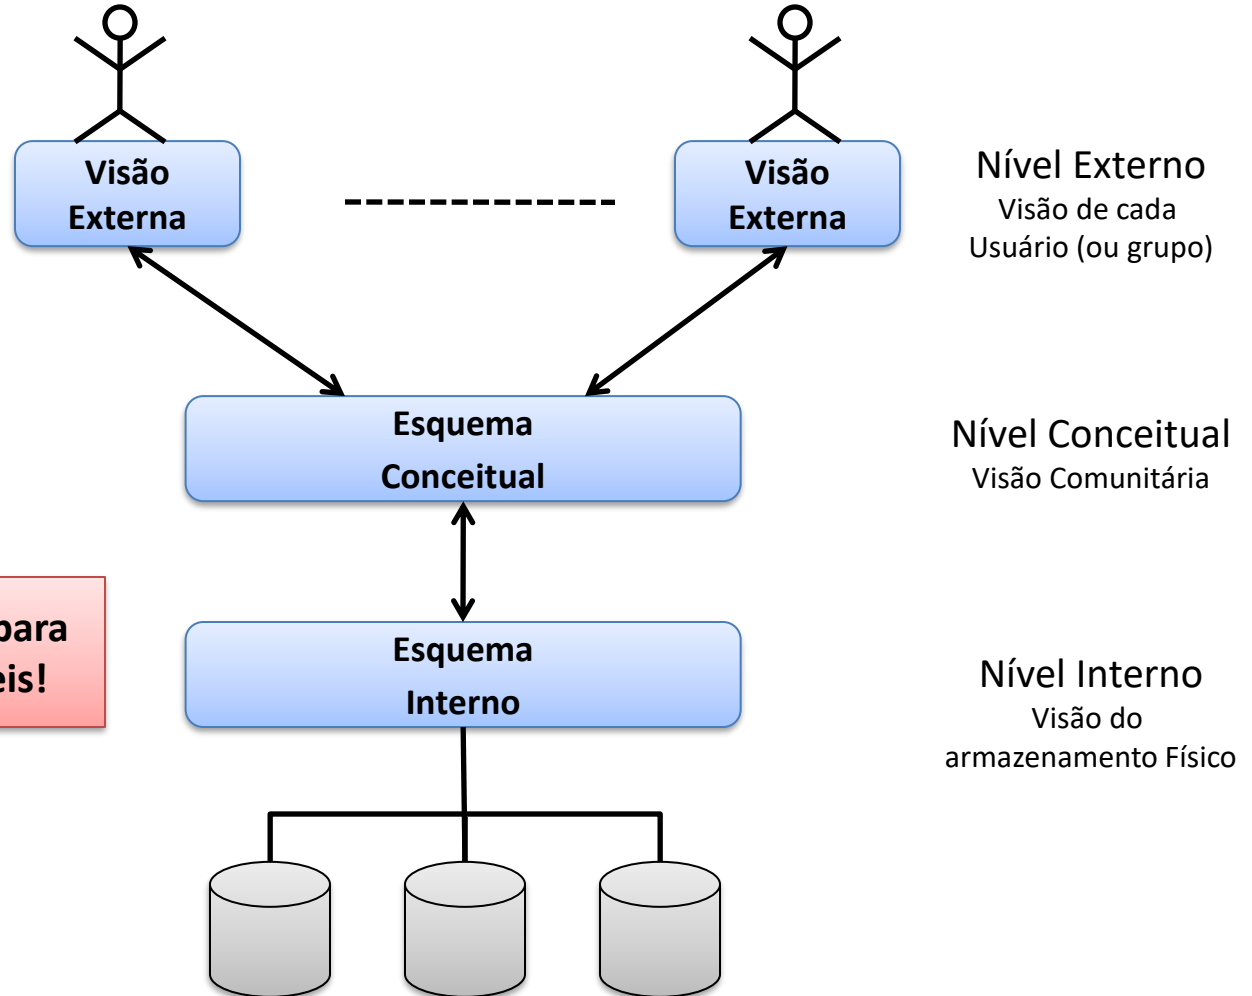 Visão
Externa
Visão
Externa
Nível Externo
Visão de cada
Usuário (ou grupo)
Esquema
Conceitual
Nível Conceitual
Visão Comunitária
para
eis!
Esquema
Interno
Nível Interno
Visão do
armazenamento Físico